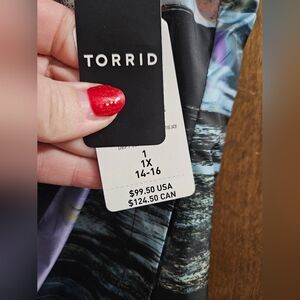 TORRID
1
1X
14-16
$99.50 USA
$124.50 CAN